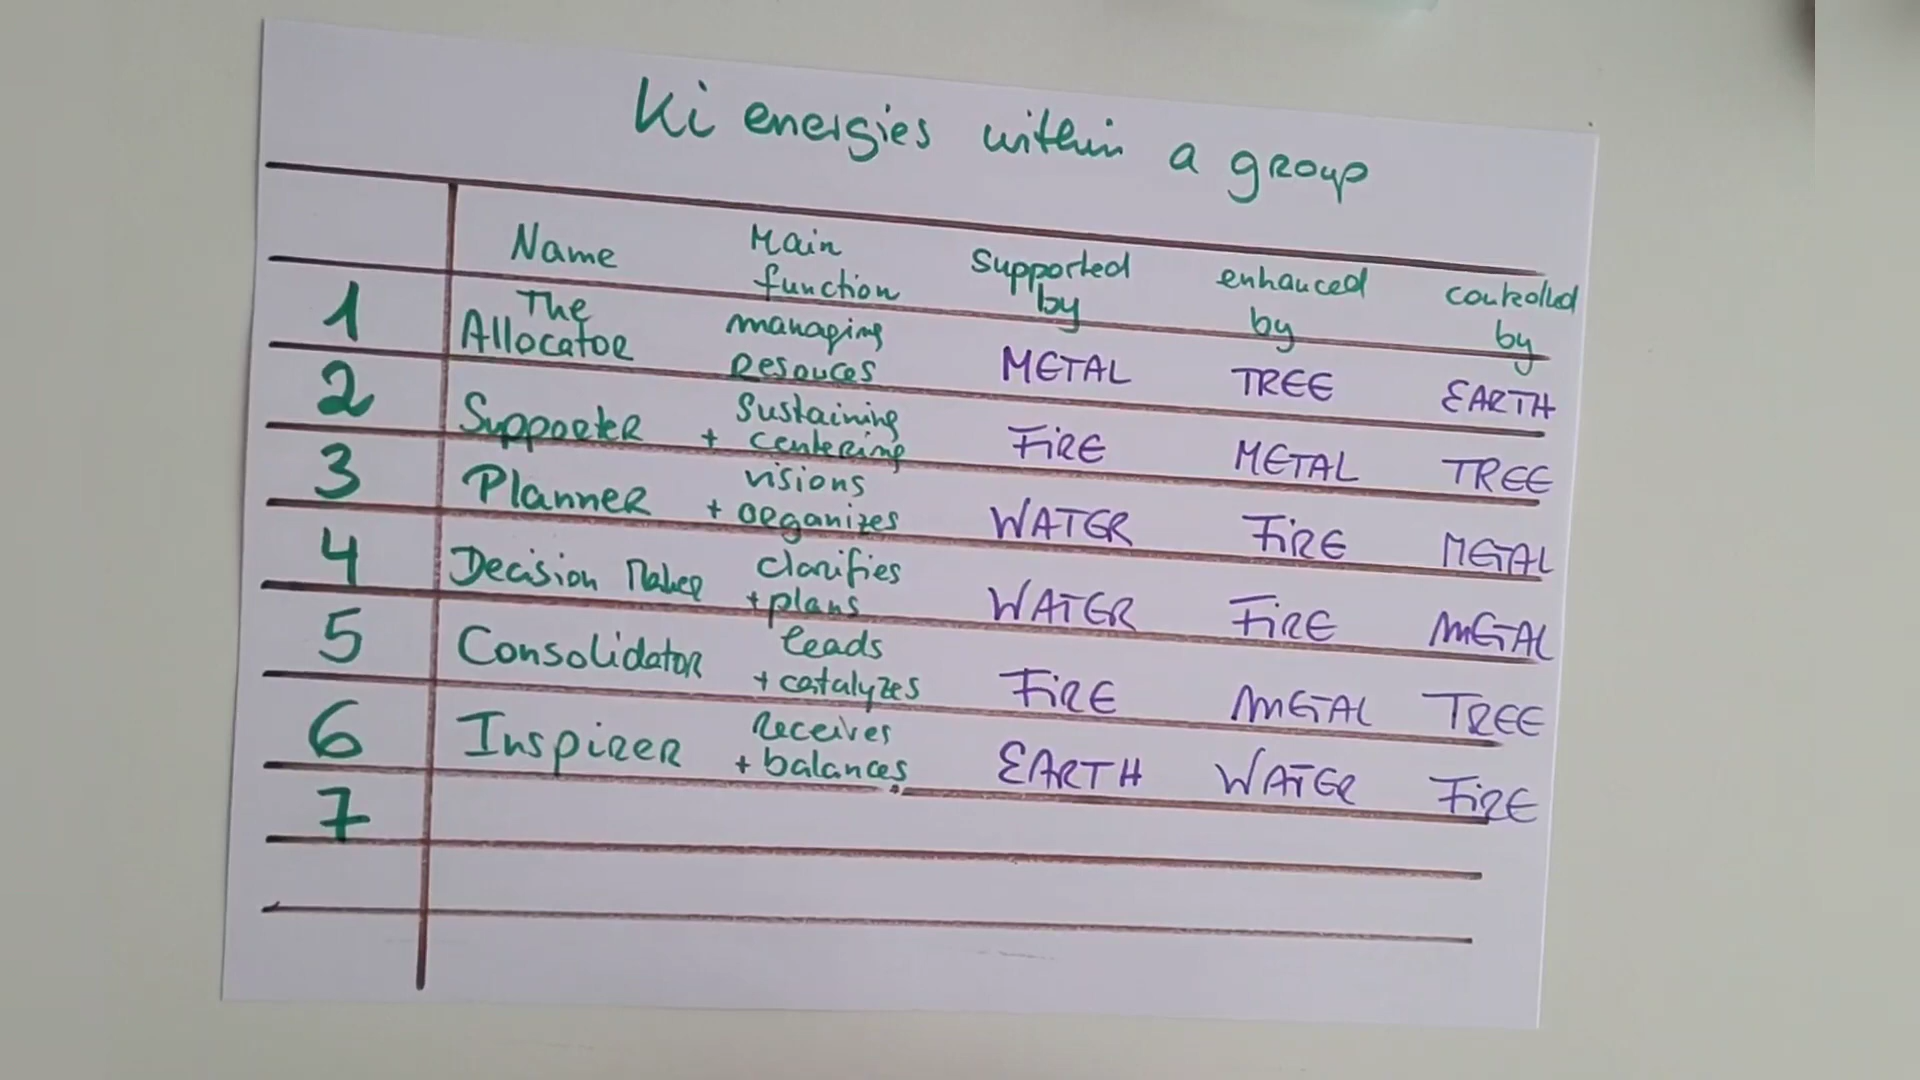 Ki energies within a group
Name Main function Supported by enhanced by controlled by
1 The Allocator managing Resouces METAL TREE EARTH
2 Supporter Sustaining + centering FiRE METAL TREE
3 Planner visions + organizes WATER FiRE METAL
4 Decision Maker clarifies + plans WATER FiRE METAL
5 Consolidator leads + catalyzes FiRE METAL TREE
6 Inspirer Receives + balances EARTH WATER FiRE
7